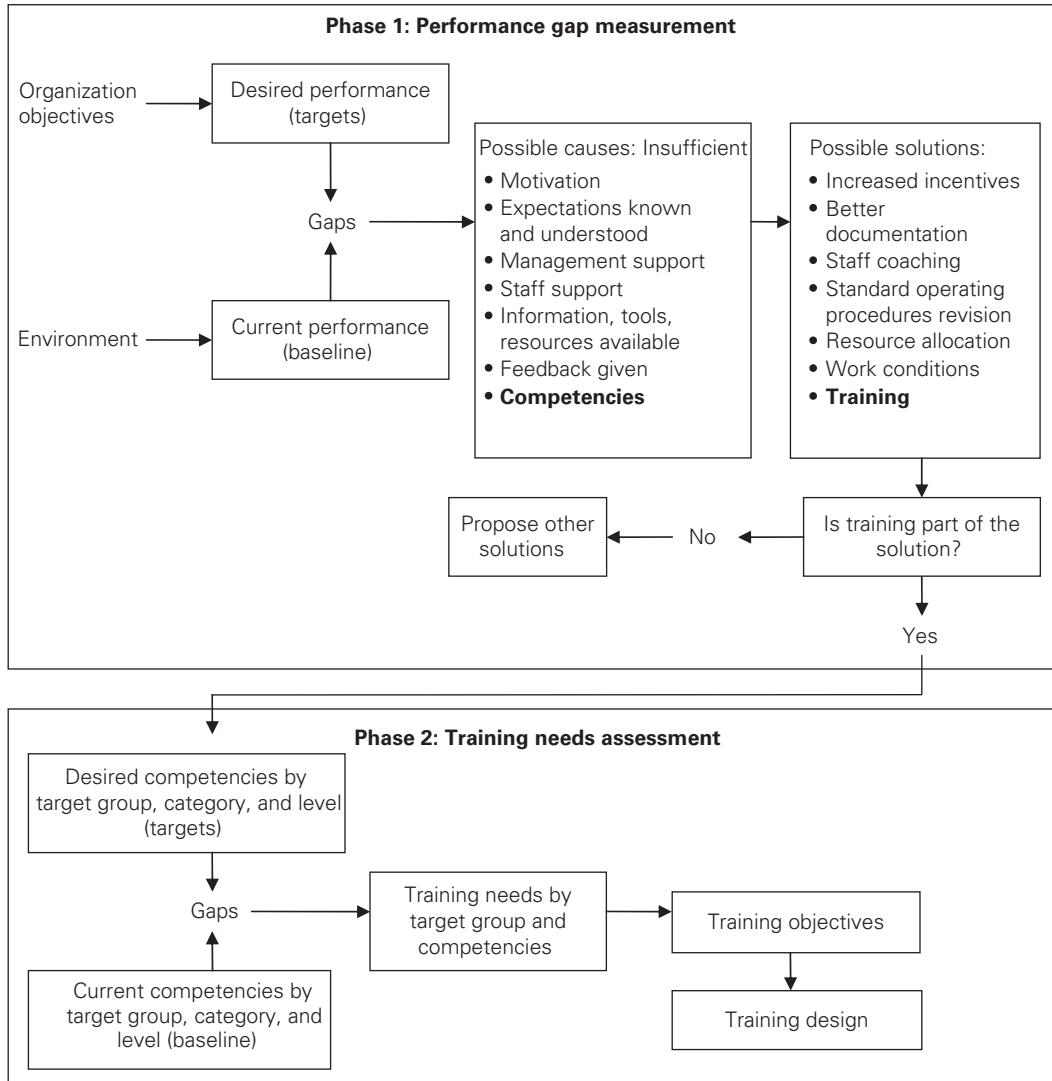 Phase 1: Performance gap measurement
Organization
objectives
Desired performance
(targets)
Gaps
Environment
Current performance
(baseline)
Possible causes: Insufficient
• Motivation
• Expectations known
and understood
• Management support
• Staff support
• Information, tools,
resources available
• Feedback given
• Competencies
Possible solutions:
• Increased incentives
• Better
documentation
• Staff coaching
• Standard operating
procedures revision
• Resource allocation
• Work conditions
• Training
Is training part of the
solution?
No
Propose other
solutions
Yes
Phase 2: Training needs assessment
Desired competencies by
target group, category, and level
(targets)
Gaps
Current competencies by
target group, category, and
level (baseline)
Training needs by
target group and
competencies
Training objectives
Training design